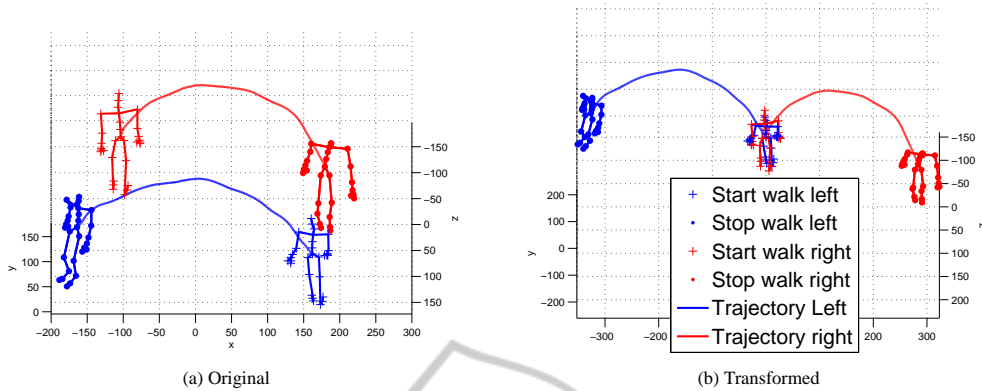 −150
−100
−50
0
50
100
150
z
150
100
50
0
y
−200 −150 −100 −50 0 50 100 150 200 250 300
x
(a) Original
−150
−100
−50
0
50
100
150
200
200
100
0
−100
−200
y
−300 −200 200 300
Start walk left
Stop walk left
Start walk right
Stop walk right
Trajectory Left
Trajectory right
(b) Transformed